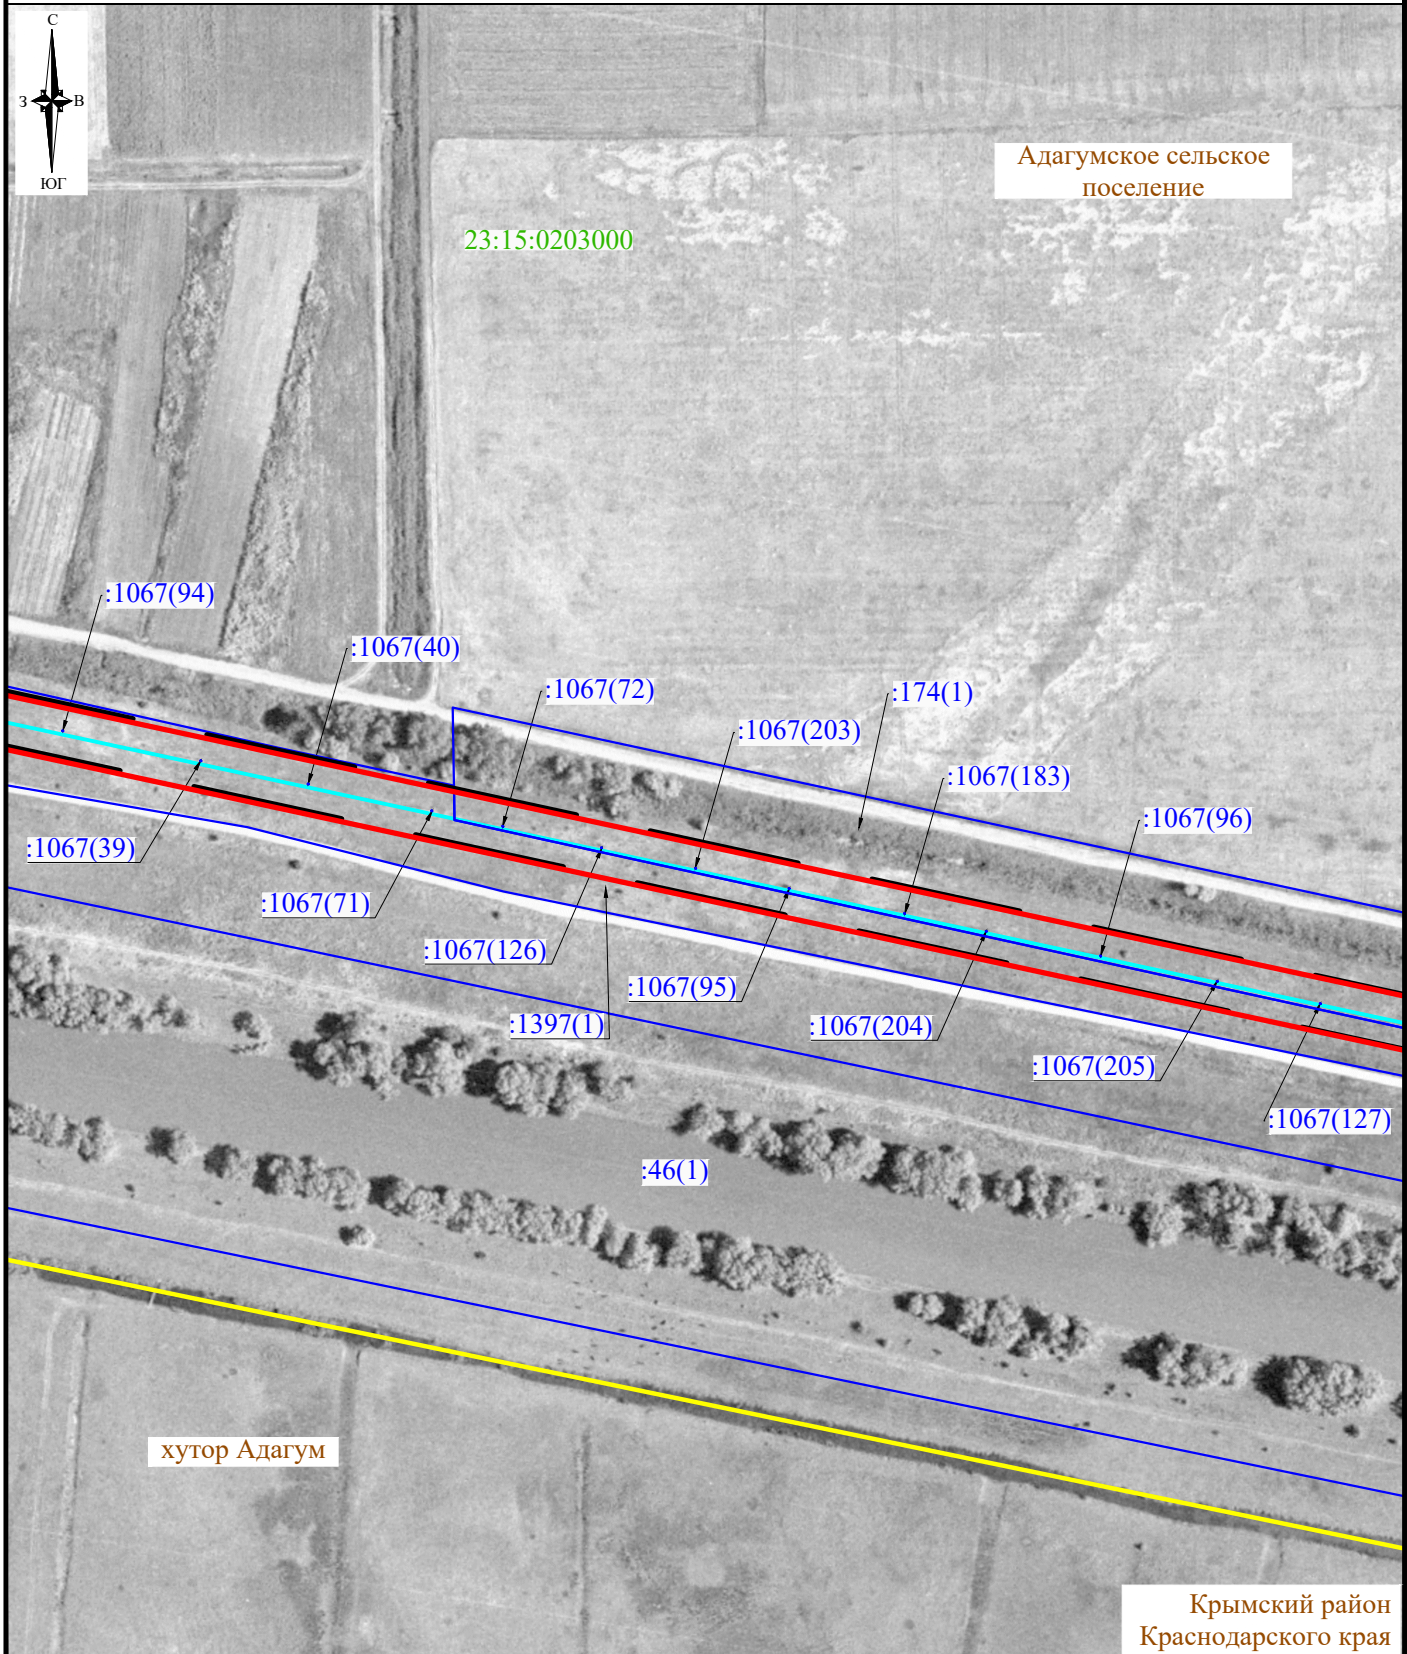 С
З
В
ЮГ
Адагумское сельское
поселение
23:15:0203000
:1067(94)
:1067(40)
:1067(72)
:174(1)
:1067(203)
:1067(183)
:1067(96)
:1067(39)
:1067(71)
:1067(126)
:1067(95)
:1397(1)
:1067(204)
:1067(205)
:1067(127)
:46(1)
хутор Адагум
Крымский район
Краснодарского края